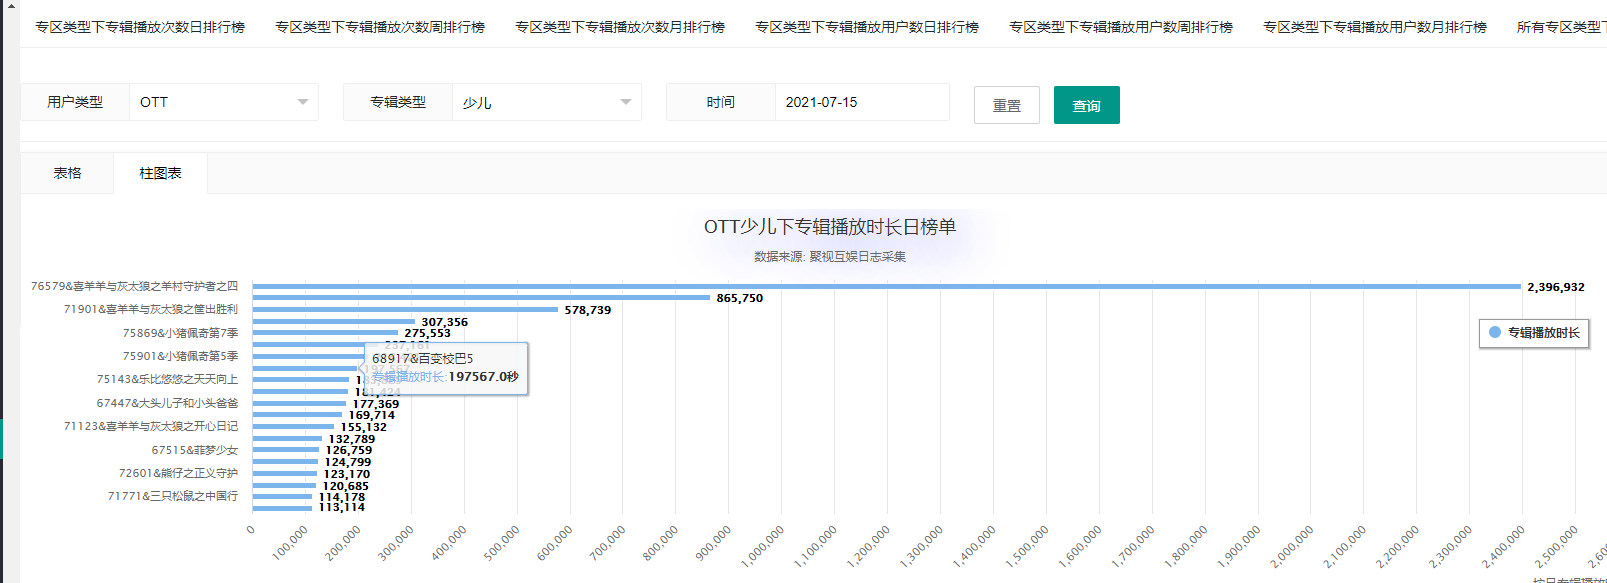 专区类型下专辑播放次数日排行榜 专区类型下专辑播放次数周排行榜 专区类型下专辑播放次数月排行榜 专区类型下专辑播放用户数日排行榜 专区类型下专辑播放用户数周排行榜 专区类型下专辑播放用户数月排行榜 所有专区类型下
用户类型 OTT 专辑类型 少儿 时间 2021-07-15 重置 查询
表格 柱图表
OTT少儿下专辑播放时长日榜单
数据来源: 聚视互娱日志采集
76579&喜羊羊与灰太狼之羊村守护者之四 2,396,932
865,750
71901&喜羊羊与灰太狼之筐出胜利 578,739
307,356
专辑播放时长
75869&小猪佩奇第7季 275,553
237,161
75901&小猪佩奇第5季
68917&百变校巴5
专辑播放时长:197567.0秒
75143&乐比悠悠之天天向上
181,424
67447&大头儿子和小头爸爸 177,369
169,714
71123&喜羊羊与灰太狼之开心日记 155,132
132,789
67515&菲梦少女 126,759
124,799
72601&熊仔之正义守护 123,170
120,685
71771&三只松鼠之中国行 114,178
113,114
0 100,000 200,000 300,000 400,000 500,000 600,000 700,000 800,000 900,000 1,000,000 1,100,000 1,200,000 1,300,000 1,400,000 1,500,000 1,600,000 1,700,000 1,800,000 1,900,000 2,000,000 2,100,000 2,200,000 2,300,000 2,400,000 2,500,000